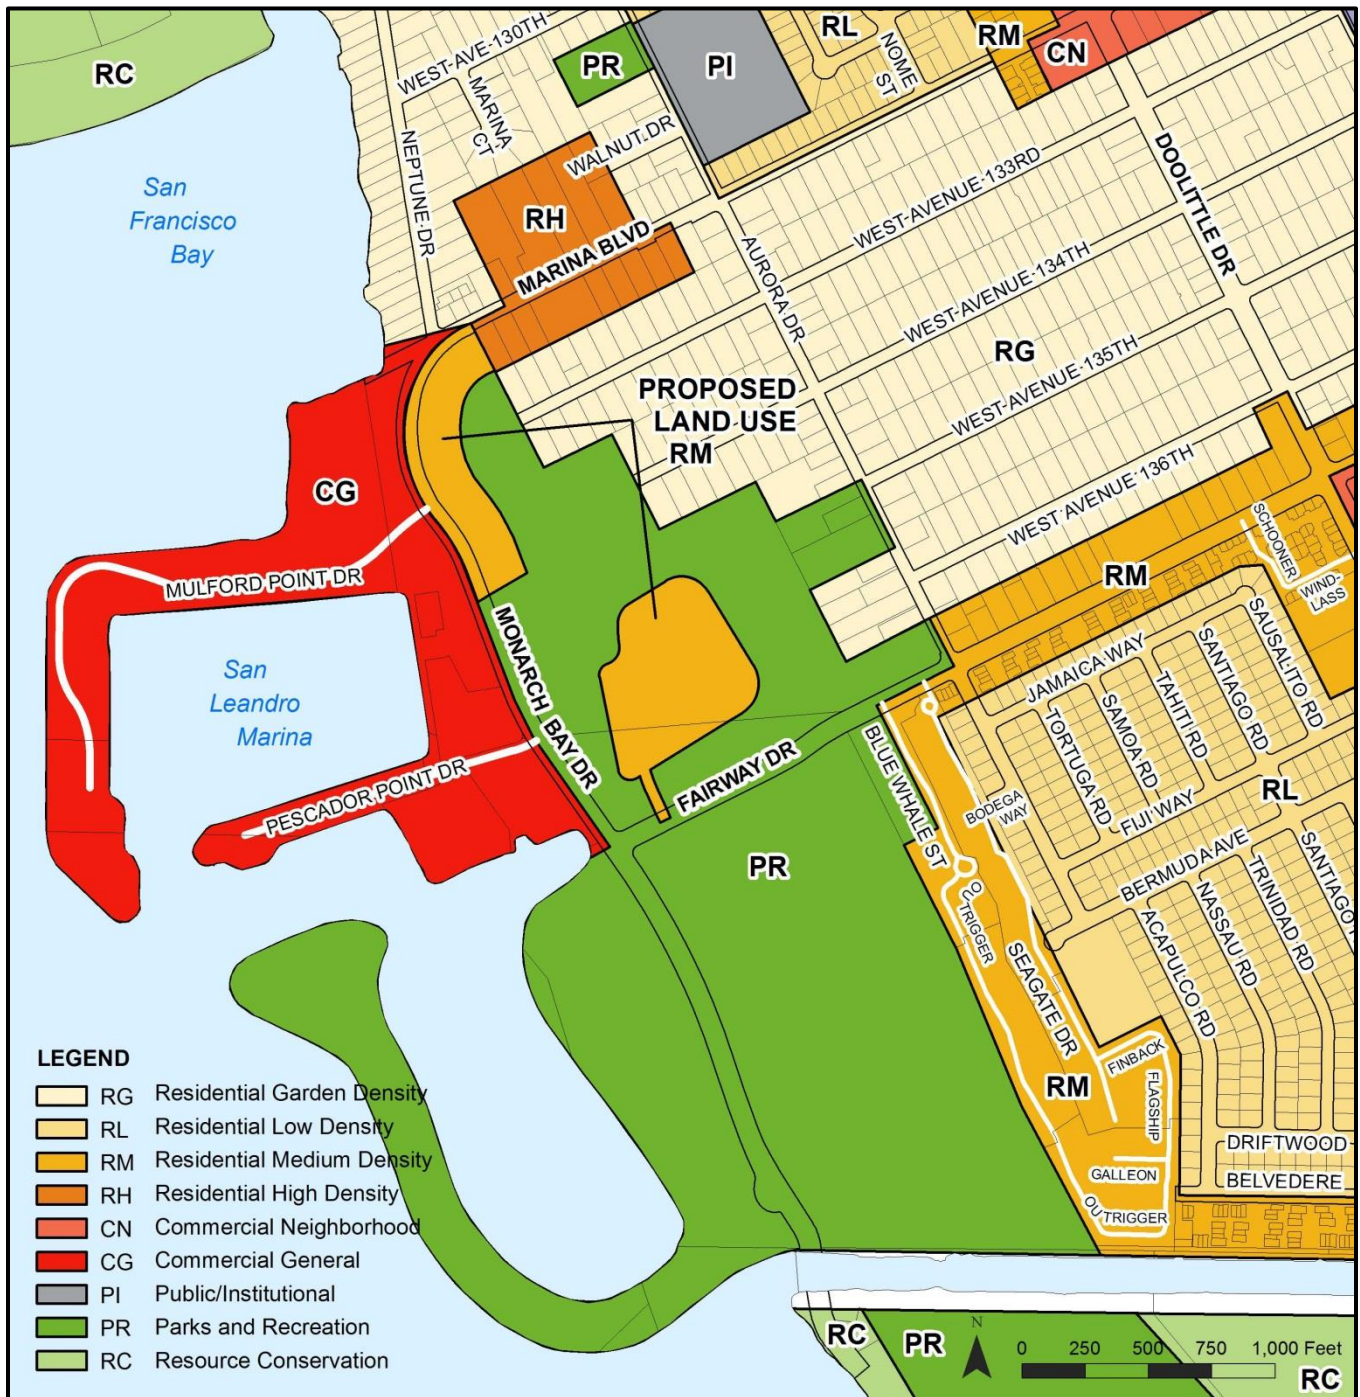 RC
WEST-AVE-130TH
PR
PI
RL
NOME
ST
RM
CN
MARINA
CT
NEPTUNE-DR
WALNUT-DR
San
Francisco
Bay
RH
MARINA BLVD
WEST-AVENUE-133RD
DOOLITTLE DR
AURORA-DR
WEST-AVENUE-134TH
RG
WEST-AVENUE-135TH
PROPOSED
LAND USE
RM
CG
WEST AVENUE 136TH
SCHOONER
WIND-
LASS
RM
MULFORD POINT DR
MONARCH BAY DR
San
Leandro
Marina
JAMAICA WAY
SAUSALITO RD
SANTIAGO RD
TAHITI RD
SAMOA RD
TORTUGA RD
FIJI WAY
RL
PESCADOR POINT DR
FAIRWAY DR
BLUE WHALE ST
BODEGA
WAY
BERMUDA AVE
PR
OUTRIGGER
SEAGATE DR
ACAPULCO RD
NASSAU RD
TRINIDAD RD
SANTIAGO
FINBACK
FLAGSHIP
RM
GALLEON
OUTRIGGER
DRIFTWOOD
BELVEDERE
LEGEND
RG Residential Garden Density
RL Residential Low Density
RM Residential Medium Density
RH Residential High Density
CN Commercial Neighborhood
CG Commercial General
PI Public/Institutional
PR Parks and Recreation
RC Resource Conservation
RC
PR
N
0 250 500 750 1,000 Feet
RC